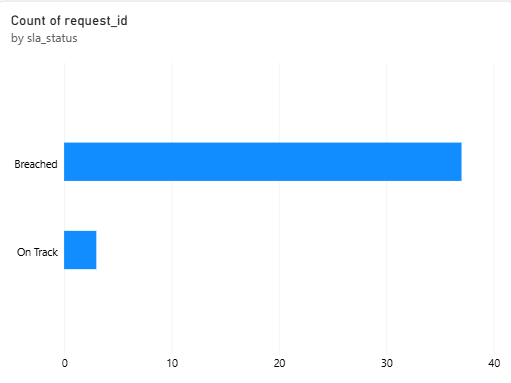 Count of request_id
by sla_status
Breached
On Track
0 10 20 30 40